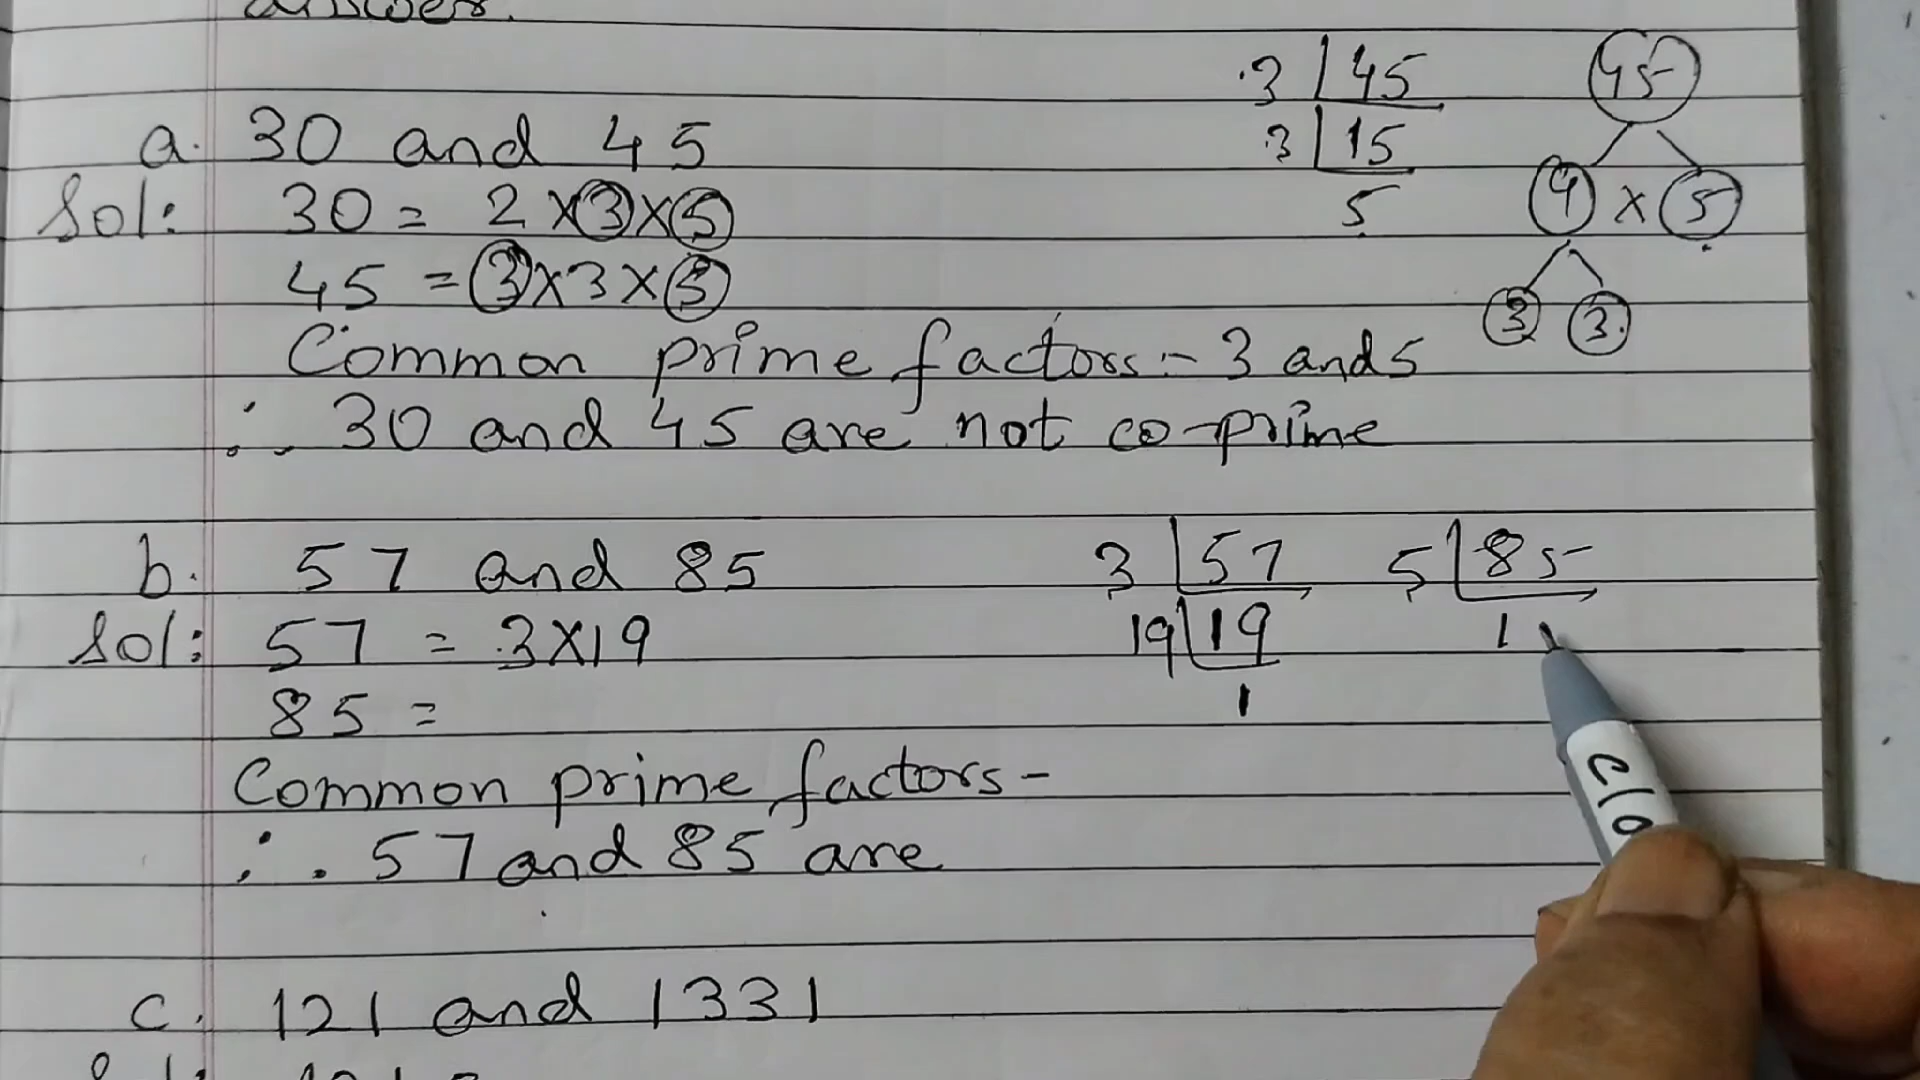 answer.
a. 30 and 45
Sol: 30 = 2 × 3 × 5
45 = 3 × 3 × 5
Common prime factors :- 3 and 5
∴ 30 and 45 are not co-prime
3 | 45
3 | 15
5
45
9 × 5
3 3
b. 57 and 85
Sol: 57 = 3 × 19
85 =
Common prime factors -
∴ 57 and 85 are
3 | 57
19 | 19
1
5 | 85
1
c. 121 and 1331